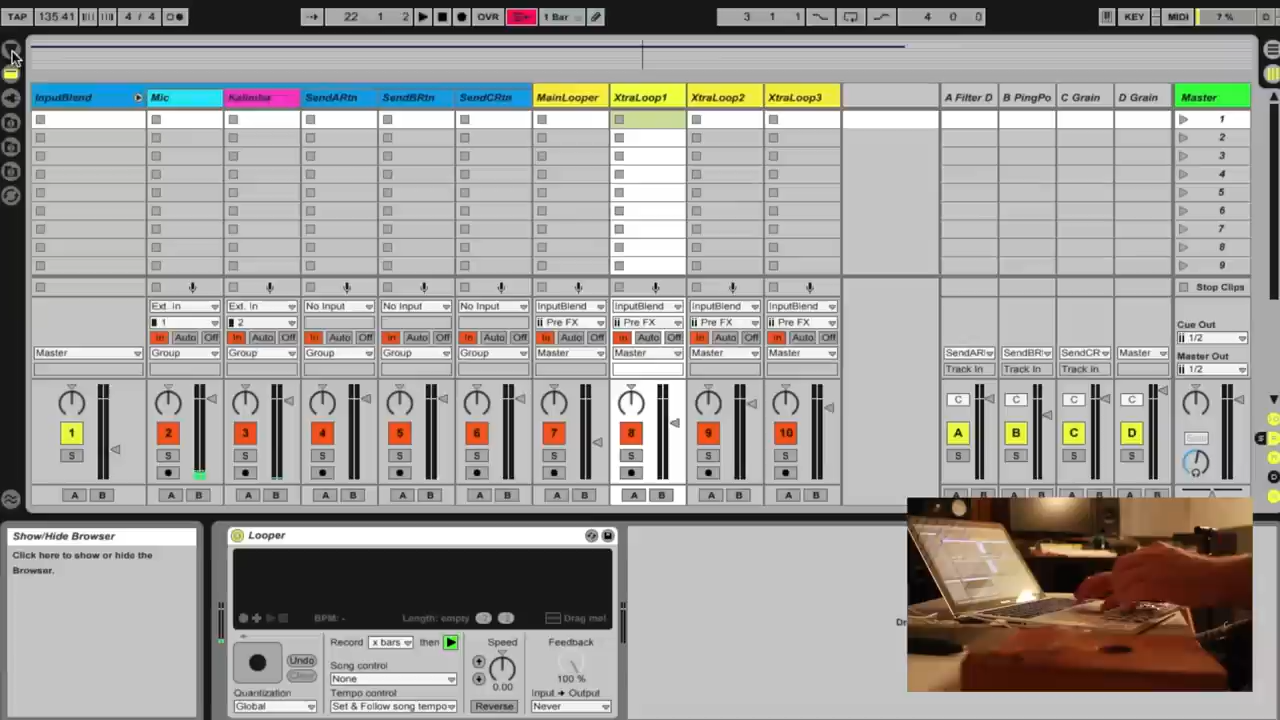 TAP 135.41 4 / 4 22 1 2 OVR 1 Bar 3 1 1 4 0 0 KEY MIDI 7 % D
InputBlend Mic Kalimba SendARtn SendBRtn SendCRtn MainLooper XtraLoop1 XtraLoop2 XtraLoop3 A Filter D B PingPo C Grain D Grain Master
1
2
3
4
5
6
7
8
9
Stop Clips
Ext. In Ext. In No Input No Input No Input InputBlend InputBlend InputBlend InputBlend
1 2 Pre FX Pre FX Pre FX Pre FX
Cue Out
1/2
In Auto Off In Auto Off In Auto Off In Auto Off In Auto Off In Auto Off In Auto Off In Auto Off In Auto Off
Master Group Group Group Group Group Master Master Master Master SendAR SendBR SendCR Master Master Out
Track In Track In Track In 1/2
C C C C
1 2 3 4 5 6 7 8 9 10 A B C D
S S S S S S S S S S S S S S
A B A B A B A B A B A B A B A B A B A B
Show/Hide Browser
Click here to show or hide the
Browser.
Looper
BPM: - Length: empty :2 *2 Drag me!
Record x bars then Speed Feedback
Undo
Song control
None
0.00 100 %
Quantization Tempo control Input Output
Global Set & Follow song tempo Reverse Never